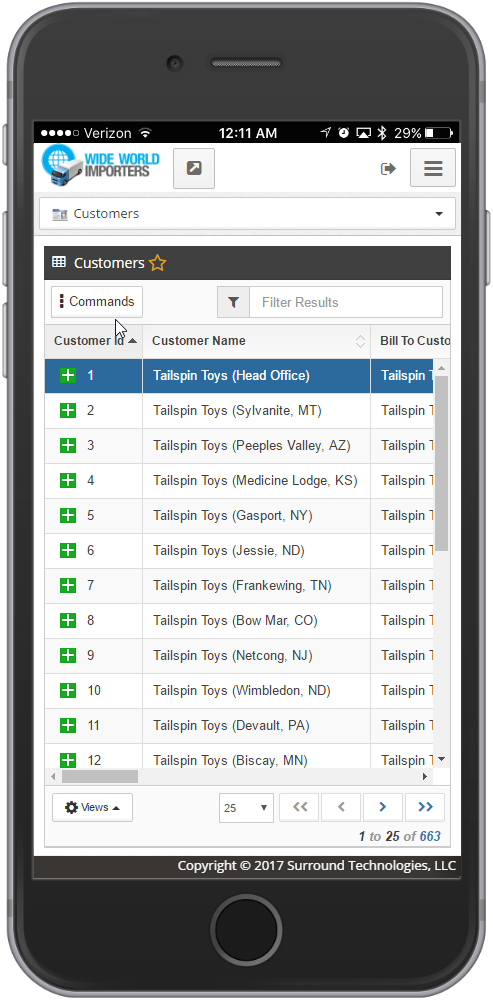 Verizon 12:11 AM 29%
WIDE WORLD
IMPORTERS
Customers
Customers
Commands Filter Results
Customer Id Customer Name Bill To Custo
1 Tailspin Toys (Head Office) Tailspin T
2 Tailspin Toys (Sylvanite, MT) Tailspin T
3 Tailspin Toys (Peeples Valley, AZ) Tailspin T
4 Tailspin Toys (Medicine Lodge, KS) Tailspin T
5 Tailspin Toys (Gasport, NY) Tailspin T
6 Tailspin Toys (Jessie, ND) Tailspin T
7 Tailspin Toys (Frankewing, TN) Tailspin T
8 Tailspin Toys (Bow Mar, CO) Tailspin T
9 Tailspin Toys (Netcong, NJ) Tailspin T
10 Tailspin Toys (Wimbledon, ND) Tailspin T
11 Tailspin Toys (Devault, PA) Tailspin T
12 Tailspin Toys (Biscay, MN) Tailspin T
Views 25
1 to 25 of 663
Copyright © 2017 Surround Technologies, LLC